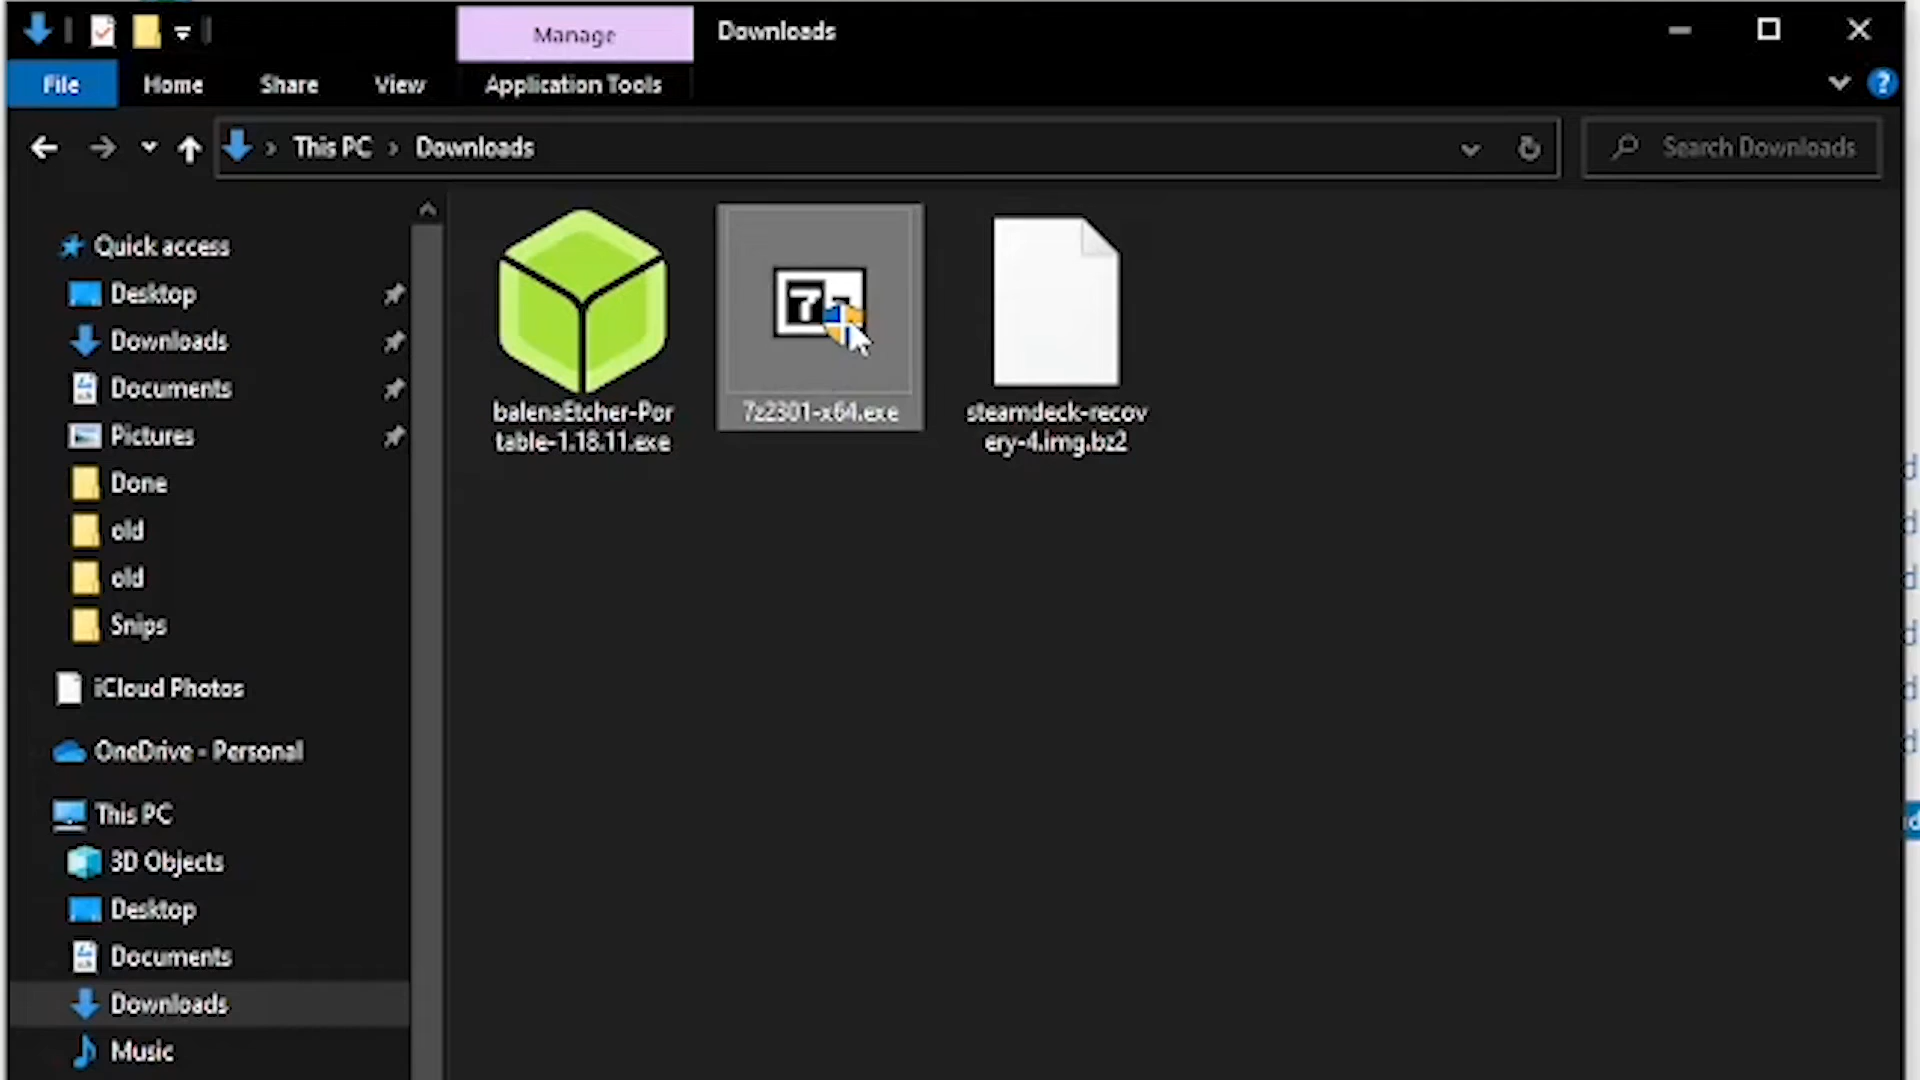 Manage
Downloads
File
Home
Share
View
Application Tools
?
This PC
Downloads
Search Downloads
Quick access
Desktop
Downloads
Documents
Pictures
Done
old
old
Snips
iCloud Photos
OneDrive - Personal
This PC
3D Objects
Desktop
Documents
Downloads
Music
7
balenaEtcher-Por
table-1.18.11.exe
7z2301-x64.exe
steamdeck-recov
ery-4.img.bz2
d
d
d
d
d
d